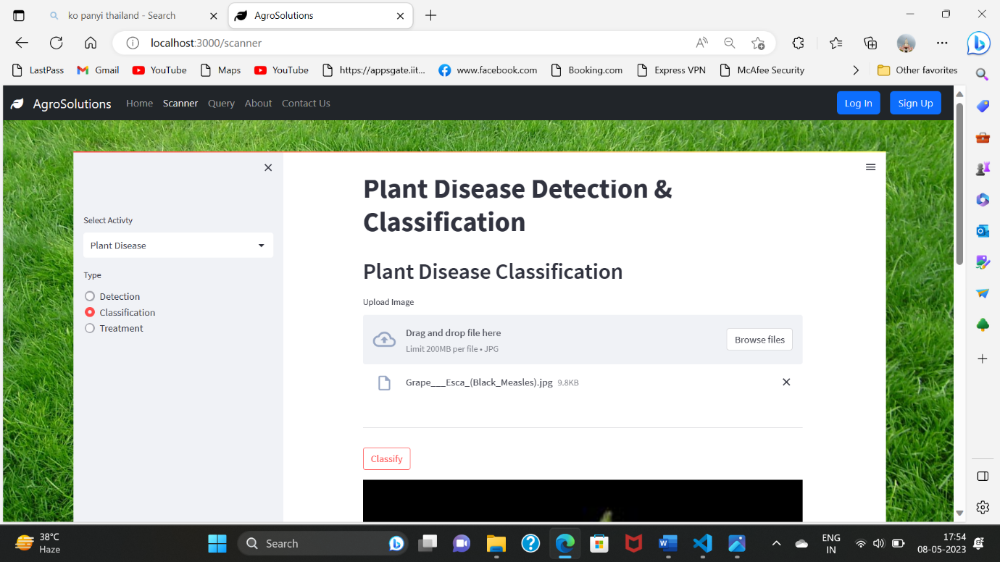 ko panyi thailand - Search
AgroSolutions
localhost:3000/scanner
LastPass
Gmail
YouTube
Maps
YouTube
https://appsgate.iit...
www.facebook.com
Booking.com
Express VPN
McAfee Security
Other favorites
AgroSolutions
Home
Scanner
Query
About
Contact Us
Log In
Sign Up
Select Activty
Plant Disease
Type
Detection
Classification
Treatment
Plant Disease Detection &
Classification
Plant Disease Classification
Upload Image
Drag and drop file here
Limit 200MB per file • JPG
Browse files
Grape___Esca_(Black_Measles).jpg 9.8KB
Classify
38°C
Haze
Search
ENG
IN
17:54
08-05-2023